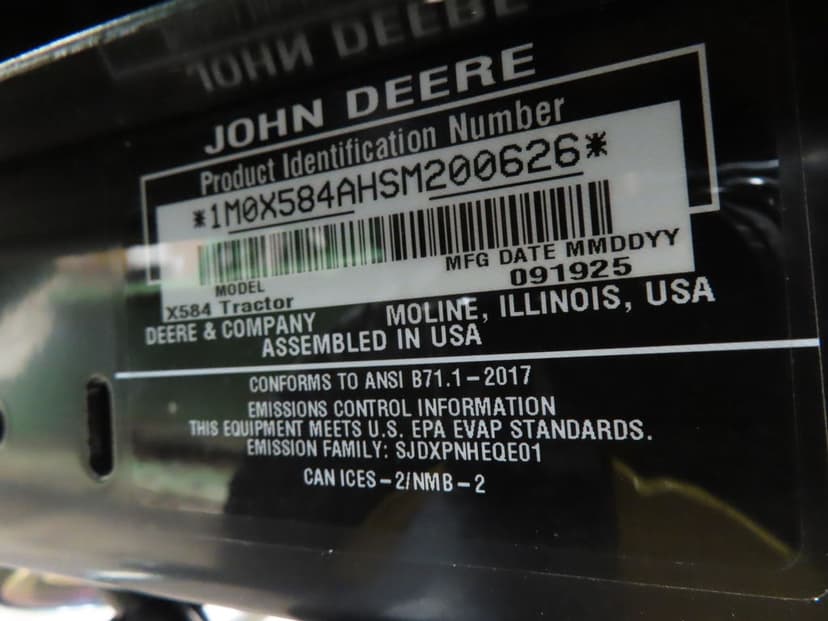 JOHN DEERE
Product Identification Number
*1M0X584AHSM200626*
MFG DATE MMDDYY
091925
MODEL
X584 Tractor
DEERE & COMPANY MOLINE, ILLINOIS, USA
ASSEMBLED IN USA
CONFORMS TO ANSI B71.1-2017
EMISSIONS CONTROL INFORMATION
THIS EQUIPMENT MEETS U.S. EPA EVAP STANDARDS.
EMISSION FAMILY: SJDXPNHEQE01
CAN ICES-2/NMB-2